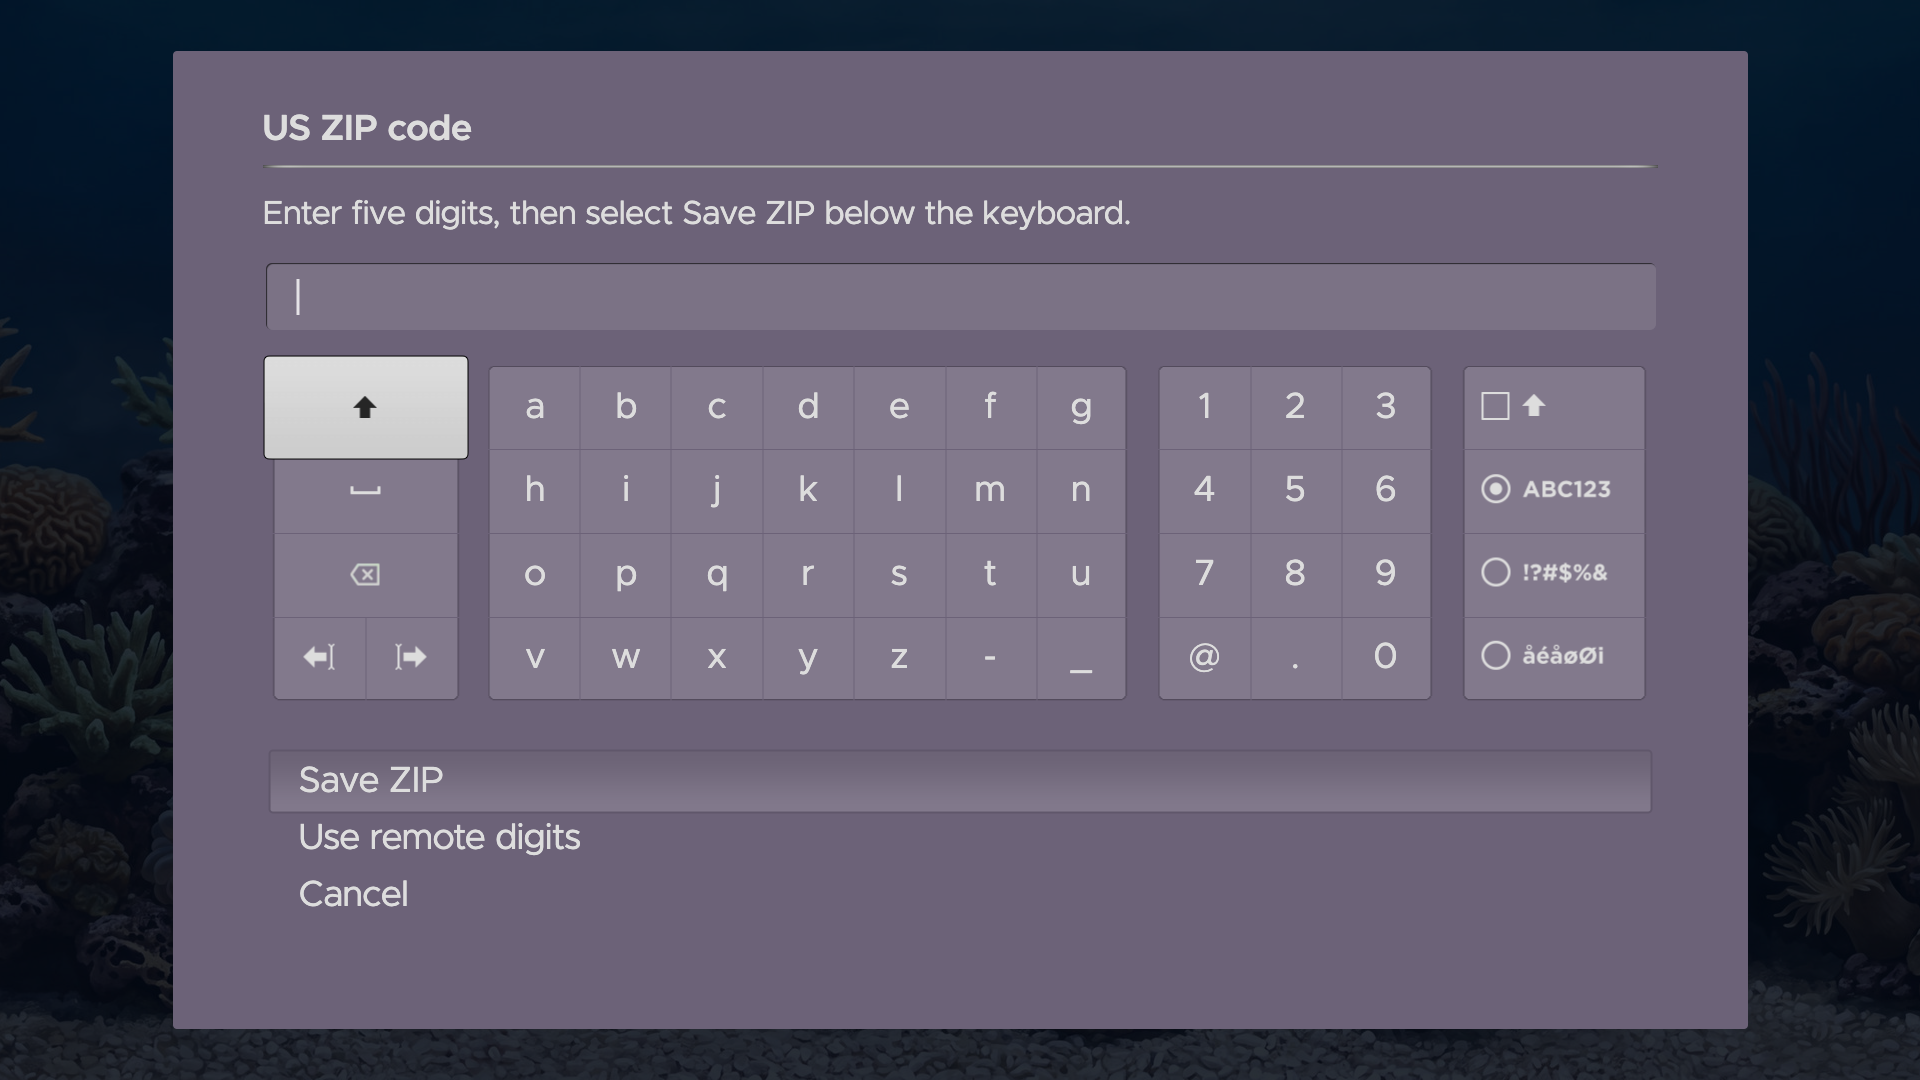 US ZIP code
Enter five digits, then select Save ZIP below the keyboard.
a b c d e f g 1 2 3
h i j k l m n 4 5 6 ABC123
o p q r s t u 7 8 9 !?#$%&
v w x y z - _ @ . 0 åéåøØi
Save ZIP
Use remote digits
Cancel